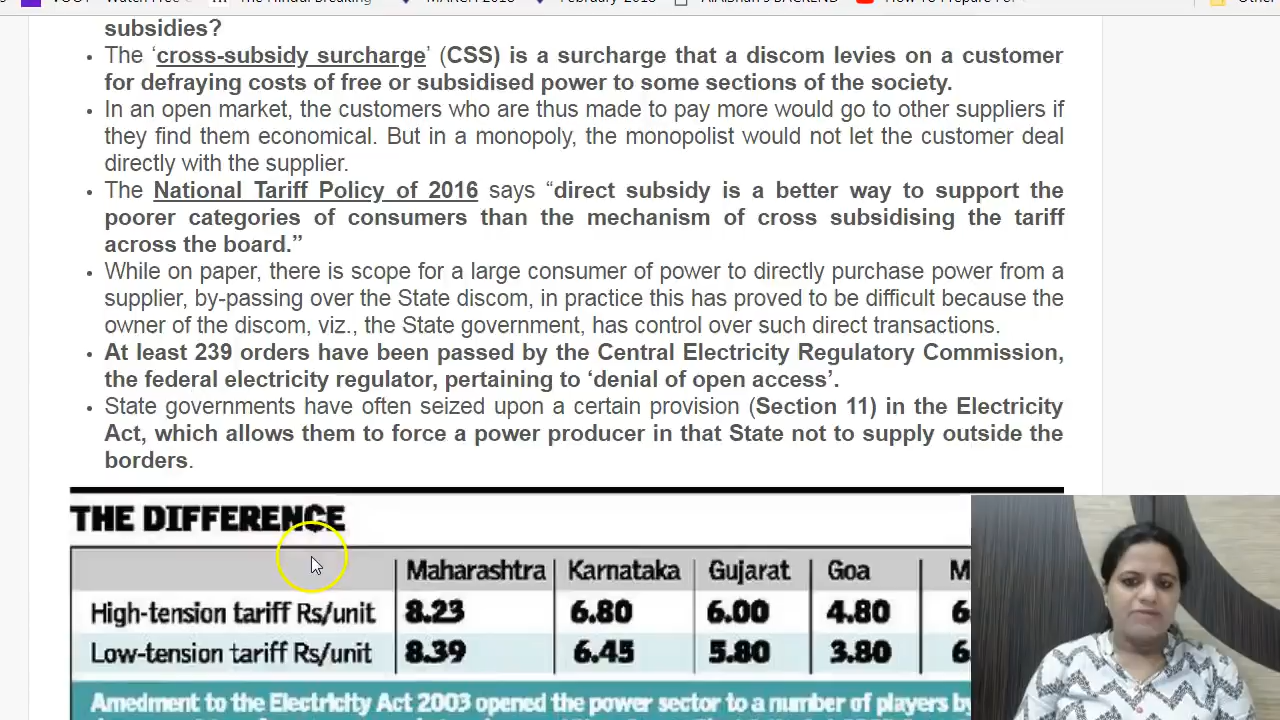 MARCH 2018
February 2018
How To Prepare For
Other
subsidies?
• The ‘cross-subsidy surcharge’ (CSS) is a surcharge that a discom levies on a customer
for defraying costs of free or subsidised power to some sections of the society.
• In an open market, the customers who are thus made to pay more would go to other suppliers if
they find them economical. But in a monopoly, the monopolist would not let the customer deal
directly with the supplier.
• The National Tariff Policy of 2016 says “direct subsidy is a better way to support the
poorer categories of consumers than the mechanism of cross subsidising the tariff
across the board.”
• While on paper, there is scope for a large consumer of power to directly purchase power from a
supplier, by-passing over the State discom, in practice this has proved to be difficult because the
owner of the discom, viz., the State government, has control over such direct transactions.
• At least 239 orders have been passed by the Central Electricity Regulatory Commission,
the federal electricity regulator, pertaining to ‘denial of open access’.
• State governments have often seized upon a certain provision (Section 11) in the Electricity
Act, which allows them to force a power producer in that State not to supply outside the
borders.
THE DIFFERENCE
Maharashtra Karnataka Gujarat Goa M
High-tension tariff Rs/unit 8.23 6.80 6.00 4.80 6
Low-tension tariff Rs/unit 8.39 6.45 5.80 3.80 6
Amedment to the Electricity Act 2003 opened the power sector to a number of players by